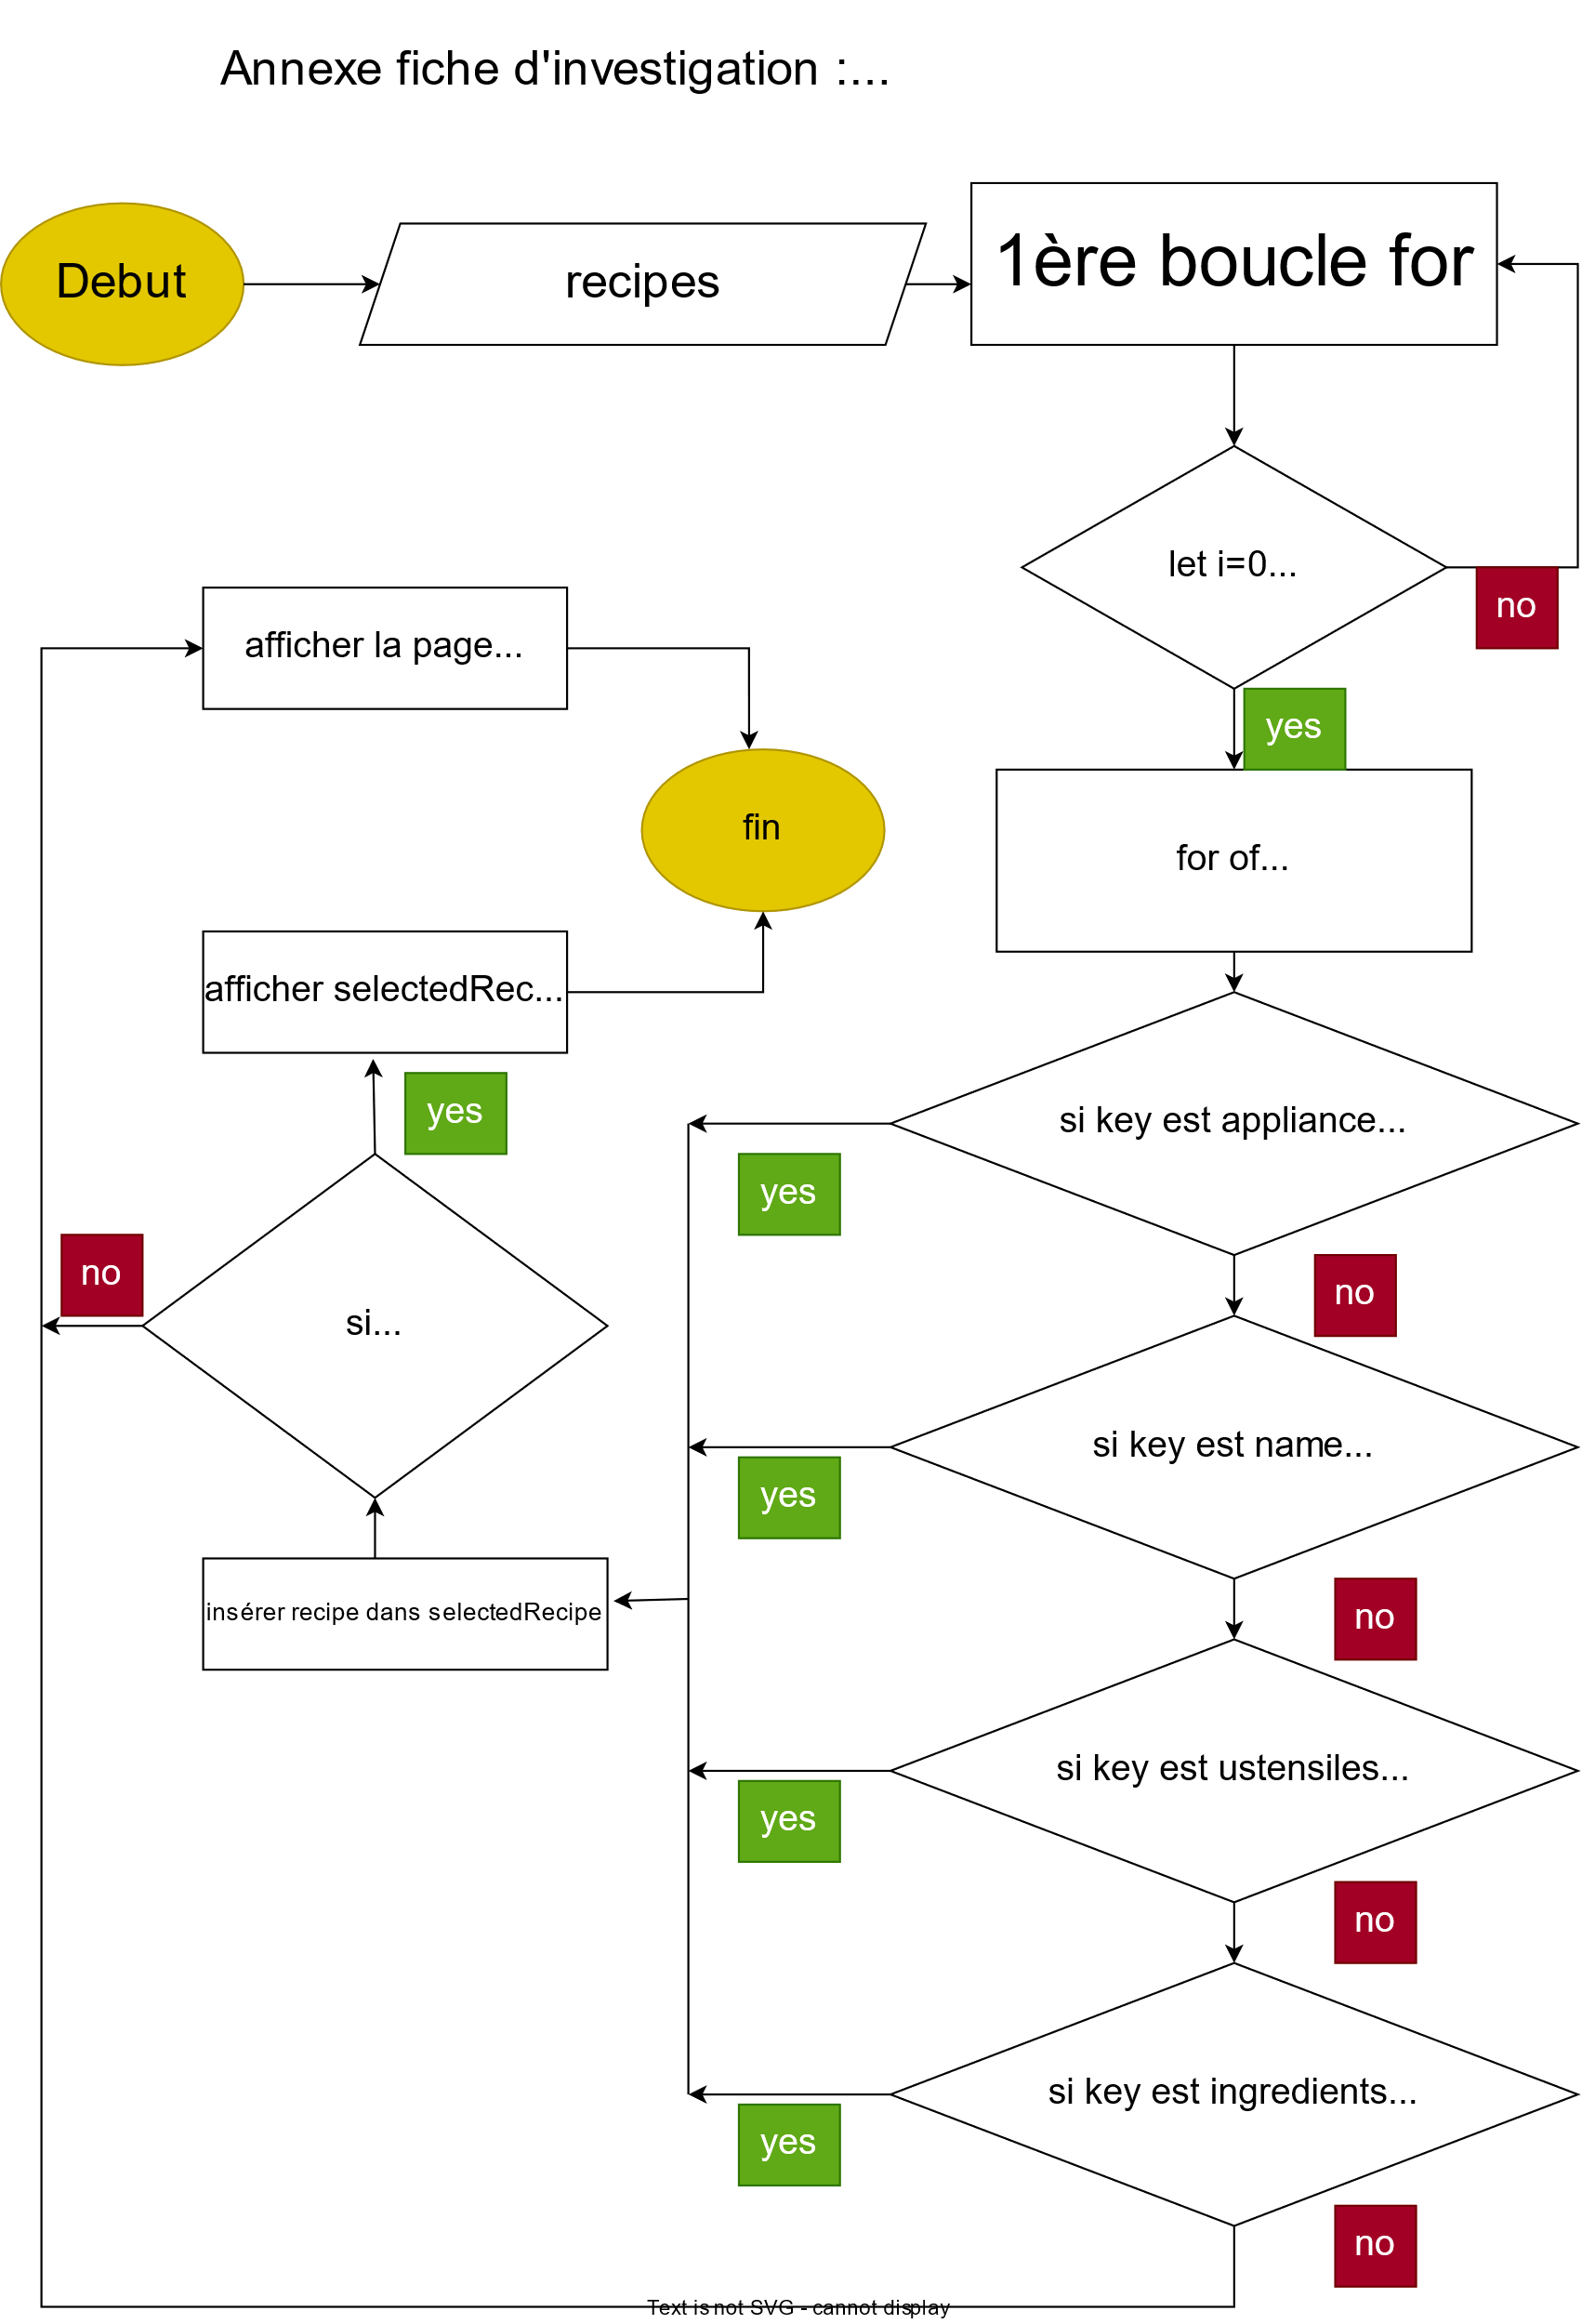 Annexe fiche d'investigation :...
Debut
recipes
1ère boucle for
let i=0...
no
yes
afficher la page...
fin
for of...
afficher selectedRec...
yes
si key est appliance...
yes
no
no
si...
si key est name...
yes
insérer recipe dans selectedRecipe
no
si key est ustensiles...
yes
no
si key est ingredients...
yes
no
Text is not SVG - cannot display